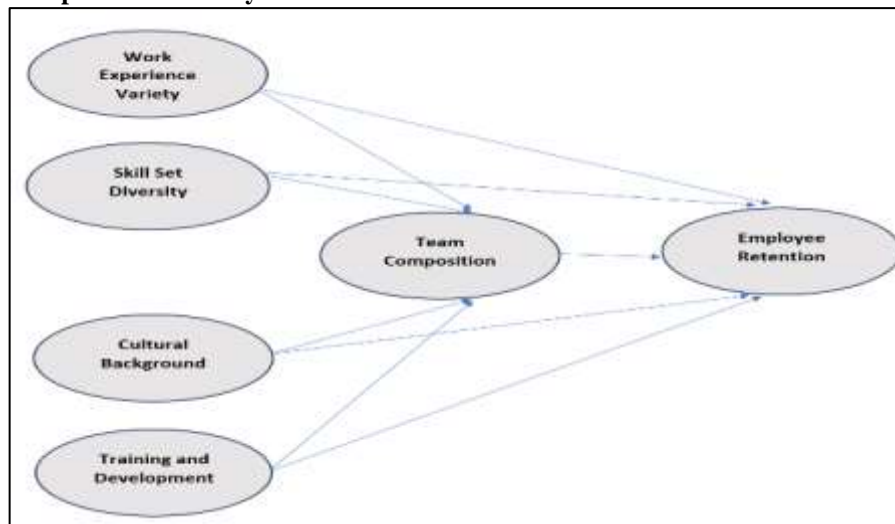 Work
Experience
Variety
Skill Set
Diversity
Team
Composition
Employee
Retention
Cultural
Background
Training and
Development